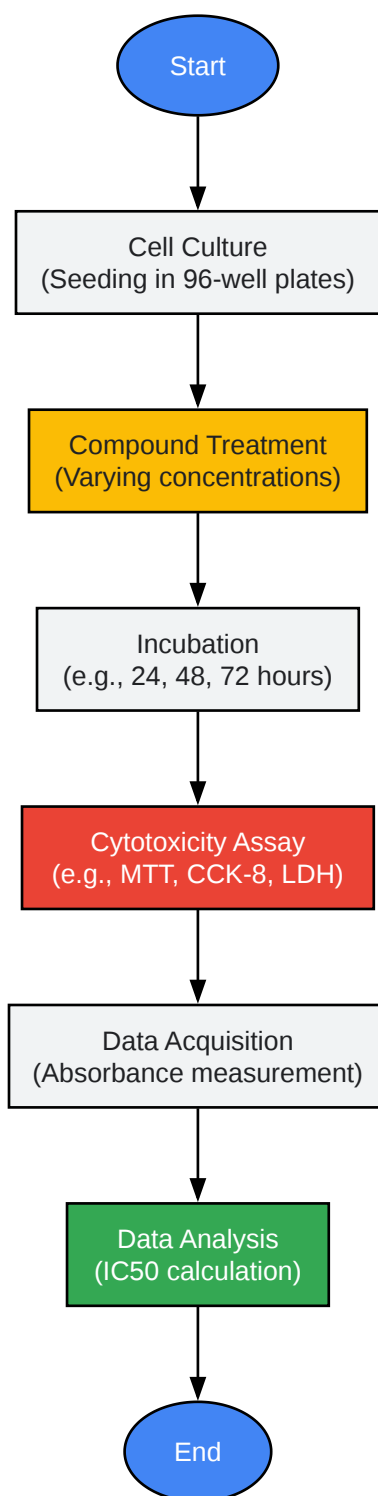 Start
Cell Culture
(Seeding in 96-well plates)
Compound Treatment
(Varying concentrations)
Incubation
(e.g., 24, 48, 72 hours)
Cytotoxicity Assay
(e.g., MTT, CCK-8, LDH)
Data Acquisition
(Absorbance measurement)
Data Analysis
(IC50 calculation)
End